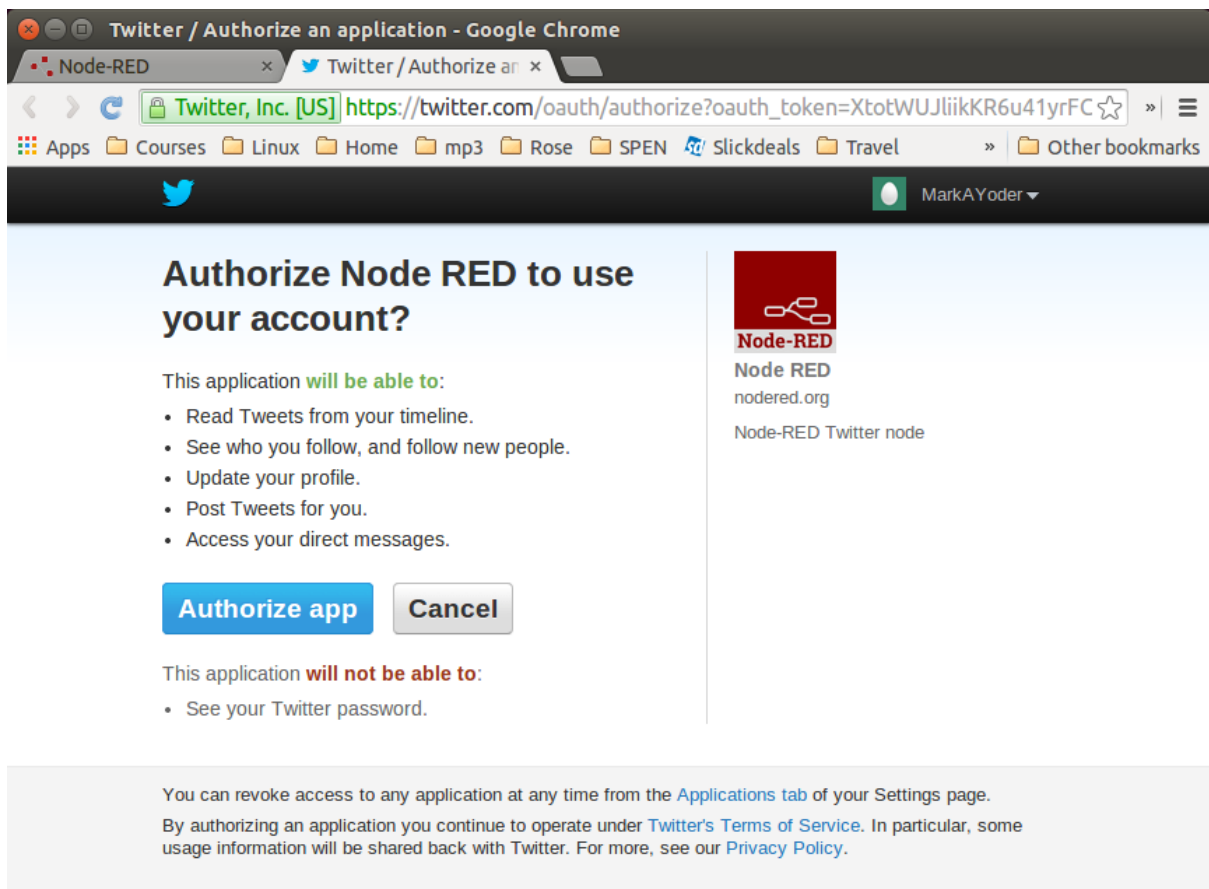 Twitter / Authorize an application - Google Chrome
Node-RED × Twitter / Authorize an ×
Twitter, Inc. [US] https://twitter.com/oauth/authorize?oauth_token=XtotWUJliikKR6u41yrFC »
Apps Courses Linux Home mp3 Rose SPEN Slickdeals Travel » Other bookmarks
MarkAYoder
Authorize Node RED to use
your account?
This application will be able to:
• Read Tweets from your timeline.
• See who you follow, and follow new people.
• Update your profile.
• Post Tweets for you.
• Access your direct messages.
Authorize app Cancel
This application will not be able to:
• See your Twitter password.
Node-RED
Node RED
nodered.org
Node-RED Twitter node
You can revoke access to any application at any time from the Applications tab of your Settings page.
By authorizing an application you continue to operate under Twitter's Terms of Service. In particular, some
usage information will be shared back with Twitter. For more, see our Privacy Policy.